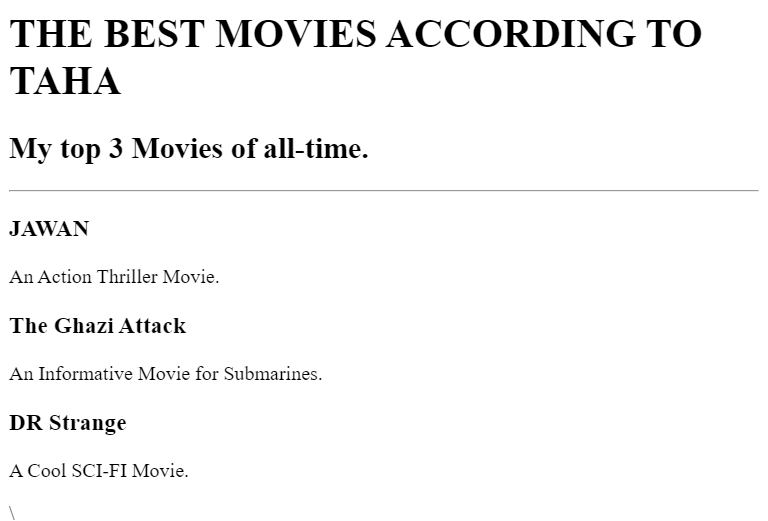 THE BEST MOVIES ACCORDING TO
TAHA
My top 3 Movies of all-time.
JAWAN
An Action Thriller Movie.
The Ghazi Attack
An Informative Movie for Submarines.
DR Strange
A Cool SCI-FI Movie.
\